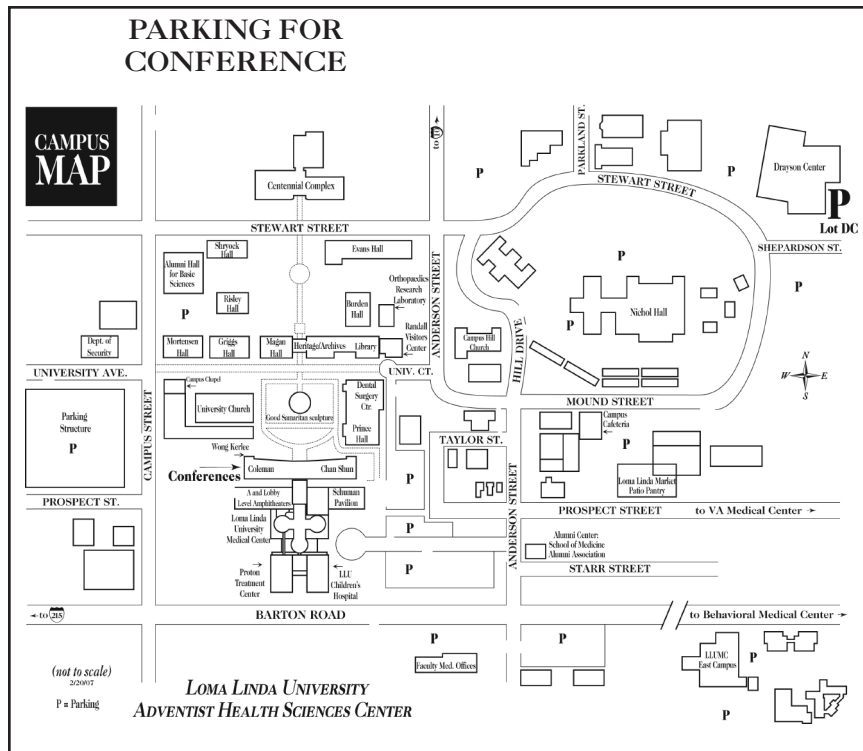 PARKING FOR
CONFERENCE
CAMPUS
MAP
to 10
PARKLAND ST.
Drayson Center
P
Lot DC
P
P
Centennial Complex
STEWART STREET
STEWART STREET
SHEPARDSON ST.
Shryock
Hall
Evans Hall
Alumni Hall
for Basic
Sciences
Orthopaedics
Research
Laboratory
ANDERSON STREET
P
P
Risley
Hall
Burden
Hall
Nichol Hall
P
P
Randall
Visitors
Center
Campus Hill
Church
HILL DRIVE
Dept. of
Security
Mortensen
Hall
Griggs
Hall
Magan
Hall
Heritage/Archives
Library
UNIVERSITY AVE.
UNIV. CT.
N
W
E
S
Campus Chapel
Dental
Surgery
Ctr.
MOUND STREET
Parking
Structure
P
CAMPUS STREET
University Church
Good Samaritan sculpture
Prince
Hall
Campus
Cafeteria
P
TAYLOR ST.
Wong Kerlee
Conferences
Coleman
Chan Shun
P
Loma Linda Market
Patio Pantry
PROSPECT ST.
A and Lobby
Level Amphitheaters
Schuman
Pavilion
PROSPECT STREET
to VA Medical Center
Loma Linda
University
Medical Center
P
ANDERSON STREET
Alumni Center:
School of Medicine
Alumni Association
Proton
Treatment
Center
LLU
Children's
Hospital
P
STARR STREET
to 215
BARTON ROAD
to Behavioral Medical Center
P
P
Faculty Med. Offices
LLUMC
East Campus
P
P
(not to scale)
2/20/07
P = Parking
LOMA LINDA UNIVERSITY
ADVENTIST HEALTH SCIENCES CENTER